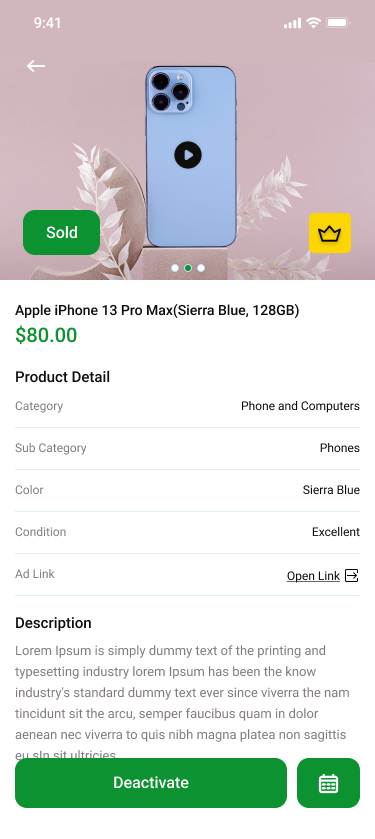 9:41
Sold
Apple iPhone 13 Pro Max(Sierra Blue, 128GB)
$80.00
Product Detail
Category Phone and Computers
Sub Category Phones
Color Sierra Blue
Condition Excellent
Ad Link Open Link
Description
Lorem Ipsum is simply dummy text of the printing and
typesetting industry lorem Ipsum has been the know
industry's standard dummy text ever since viverra the nam
tincidunt sit the arcu, semper faucibus quam in dolor
aenean nec viverra to quis nibh magna platea non sagittis
eu sIn sit ultricies
Deactivate